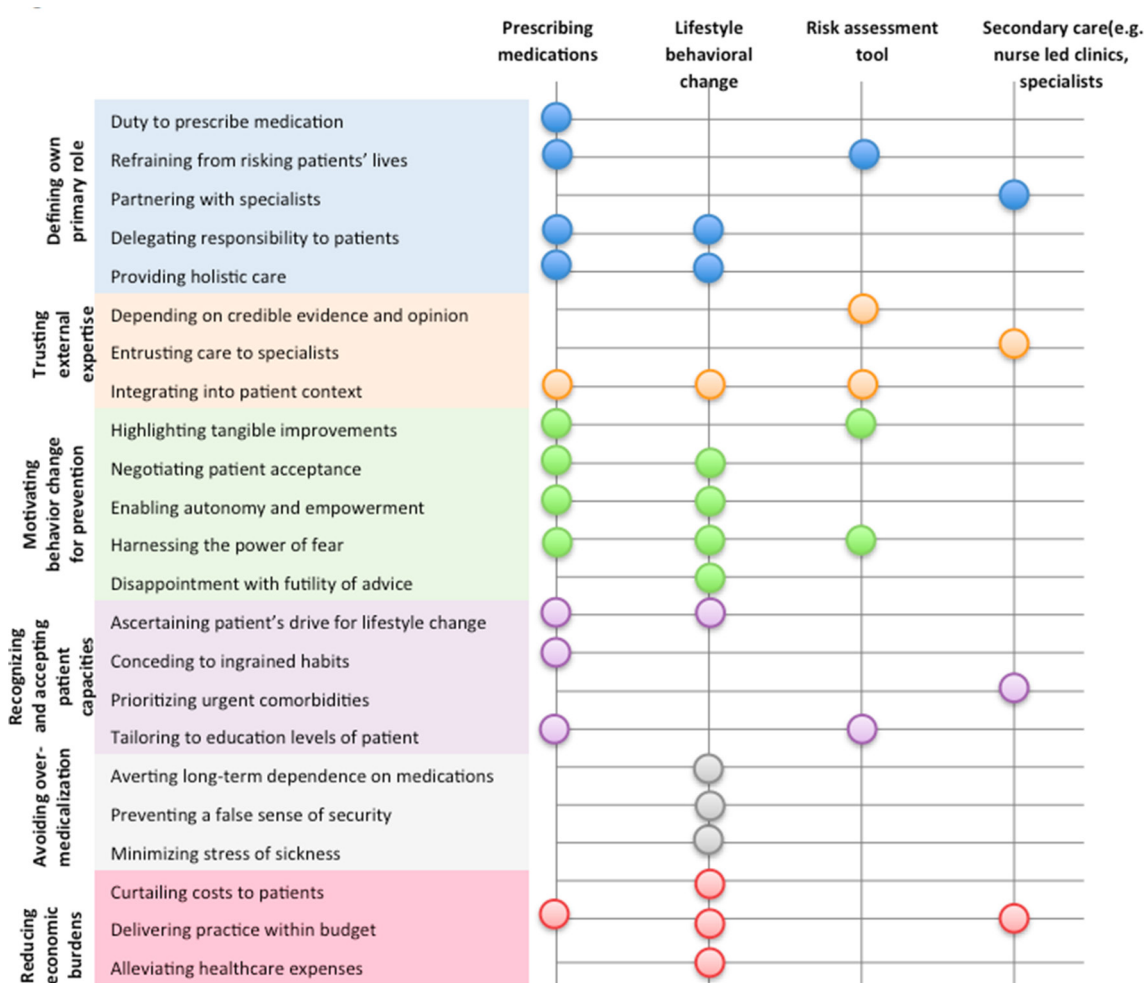 Prescribing
medications
Lifestyle
behavioral
change
Risk assessment
tool
Secondary care(e.g.
nurse led clinics,
specialists
Defining own
primary role
Duty to prescribe medication
Refraining from risking patients’ lives
Partnering with specialists
Delegating responsibility to patients
Providing holistic care
Trusting
external
expertise
Depending on credible evidence and opinion
Entrusting care to specialists
Integrating into patient context
Motivating
behavior change
for prevention
Highlighting tangible improvements
Negotiating patient acceptance
Enabling autonomy and empowerment
Harnessing the power of fear
Disappointment with futility of advice
Recognizing
and accepting
patient
capacities
Ascertaining patient’s drive for lifestyle change
Conceding to ingrained habits
Prioritizing urgent comorbidities
Tailoring to education levels of patient
Avoiding over-
medicalization
Averting long-term dependence on medications
Preventing a false sense of security
Minimizing stress of sickness
Reducing
economic
burdens
Curtailing costs to patients
Delivering practice within budget
Alleviating healthcare expenses